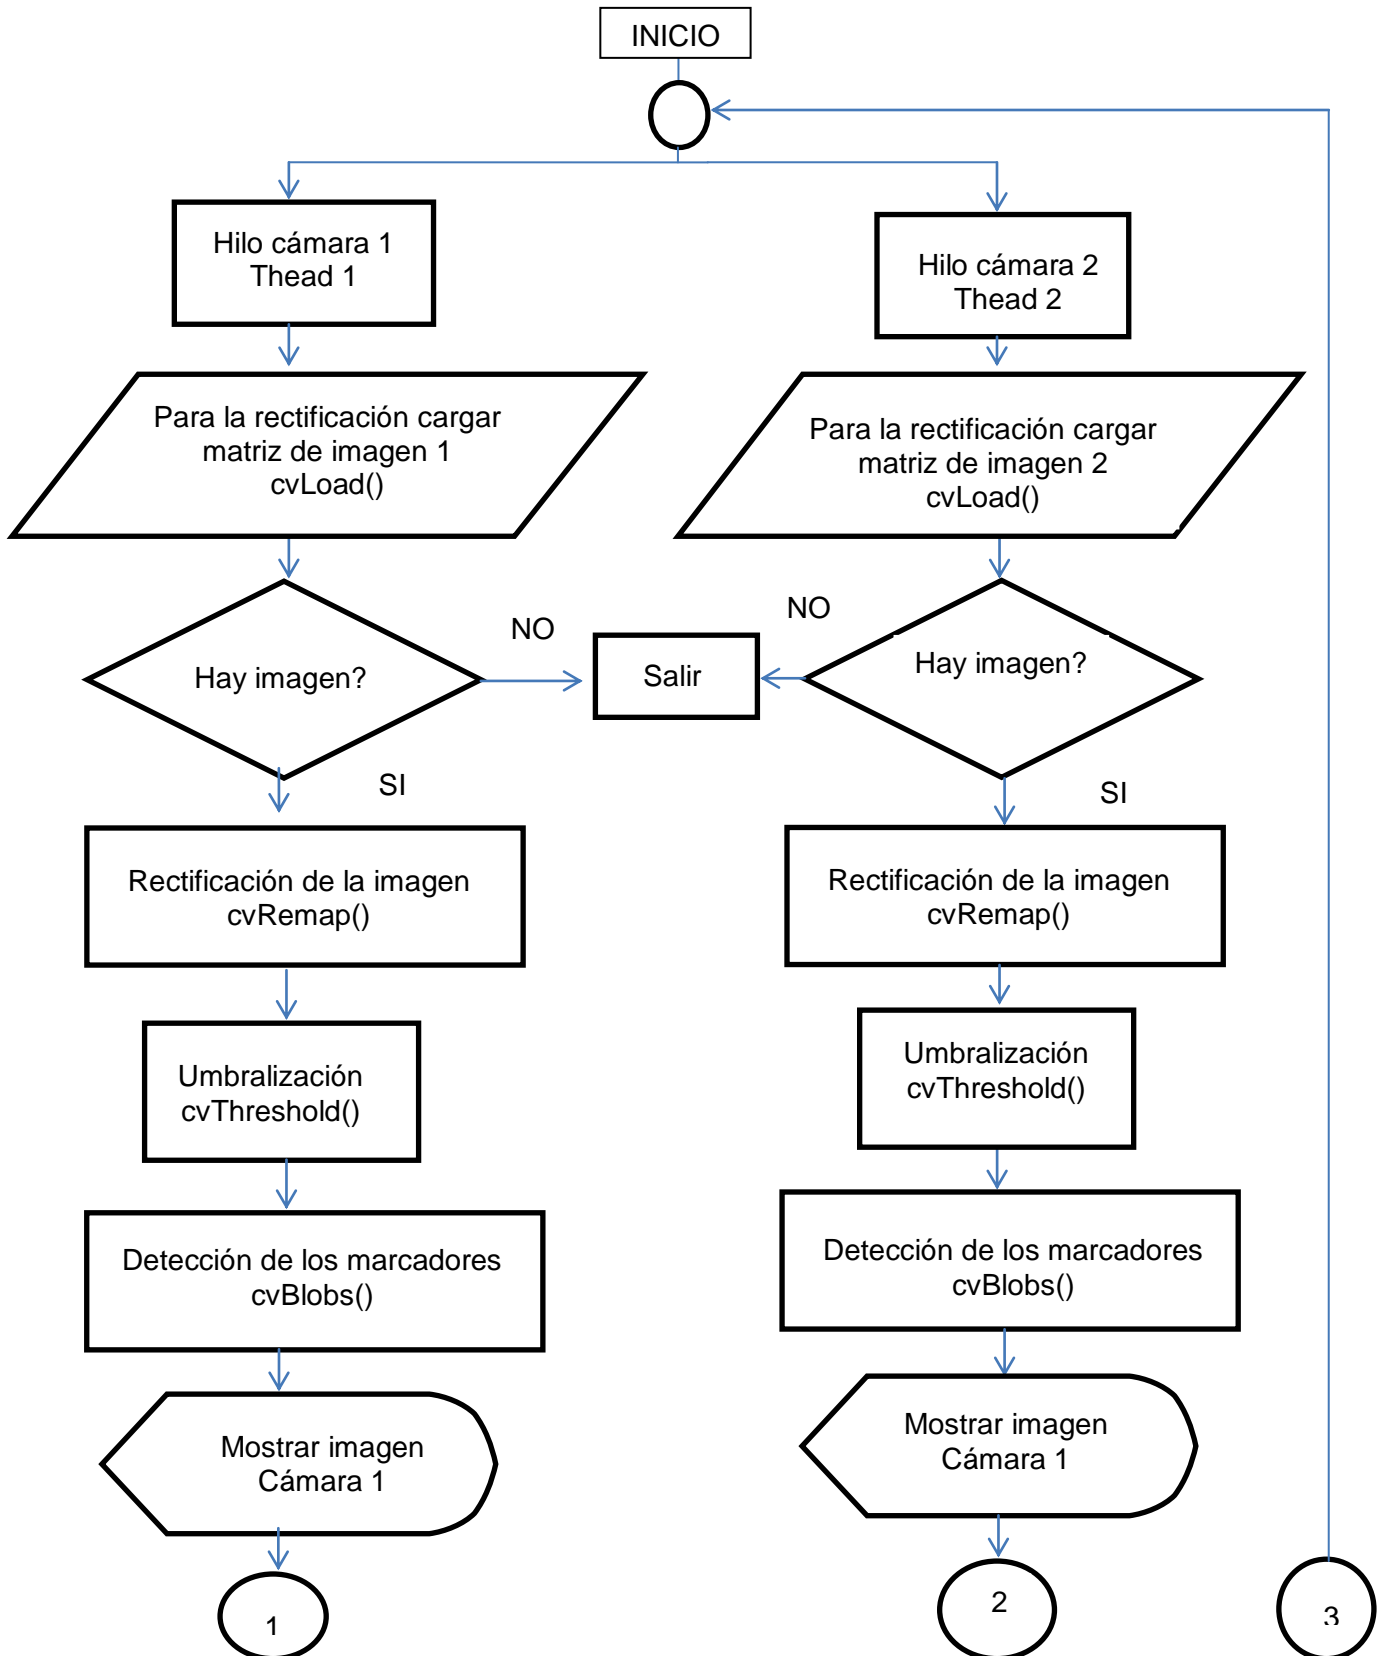 INICIO
Hilo cámara 1
Thead 1
Hilo cámara 2
Thead 2
Para la rectificación cargar
matriz de imagen 1
cvLoad()
Para la rectificación cargar
matriz de imagen 2
cvLoad()
Hay imagen?
NO
Salir
NO
Hay imagen?
SI
SI
Rectificación de la imagen
cvRemap()
Rectificación de la imagen
cvRemap()
Umbralización
cvThreshold()
Umbralización
cvThreshold()
Detección de los marcadores
cvBlobs()
Detección de los marcadores
cvBlobs()
Mostrar imagen
Cámara 1
Mostrar imagen
Cámara 1
1
2
3